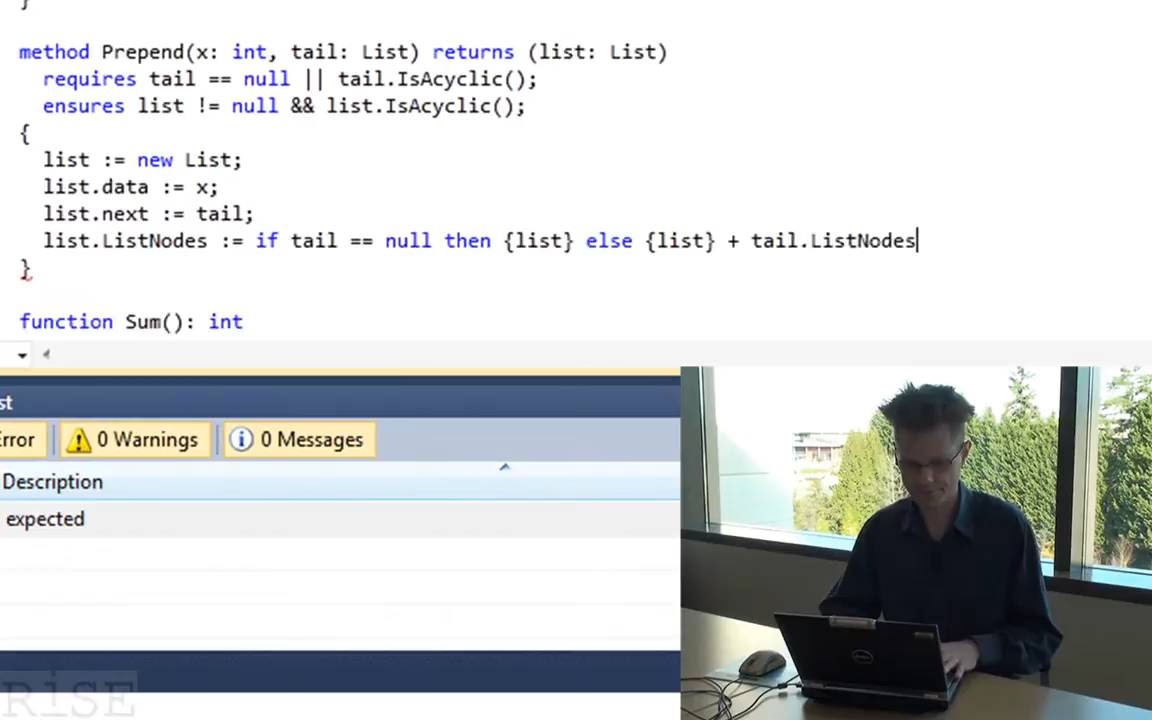 }
method Prepend(x: int, tail: List) returns (list: List)
requires tail == null || tail.IsAcyclic();
ensures list != null && list.IsAcyclic();
{
list := new List;
list.data := x;
list.next := tail;
list.ListNodes := if tail == null then {list} else {list} + tail.ListNodes
}
function Sum(): int
st
Error
0 Warnings
0 Messages
Description
expected
RiSE